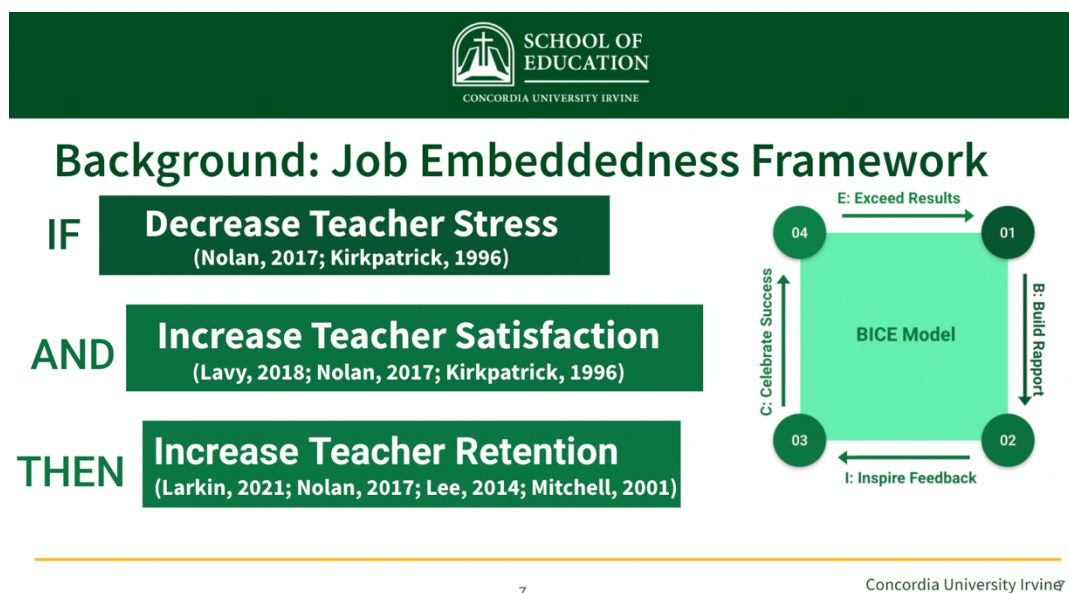 SCHOOL OF
EDUCATION
CONCORDIA UNIVERSITY IRVINE
Background: Job Embeddedness Framework
IF
Decrease Teacher Stress
(Nolan, 2017; Kirkpatrick, 1996)
AND
Increase Teacher Satisfaction
(Lavy, 2018; Nolan, 2017; Kirkpatrick, 1996)
THEN
Increase Teacher Retention
(Larkin, 2021; Nolan, 2017; Lee, 2014; Mitchell, 2001)
E: Exceed Results
04
01
C: Celebrate Success
BICE Model
B: Build Rapport
03
02
I: Inspire Feedback
7
Concordia University Irvine7